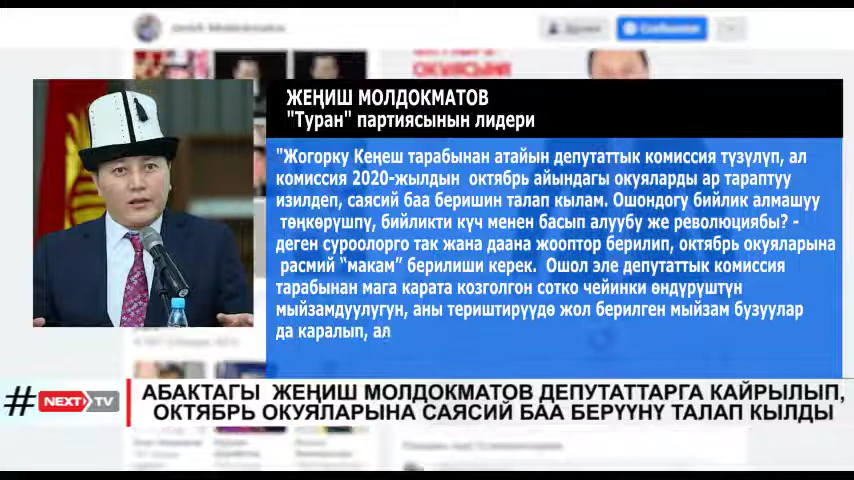 ОКУЯСЫНА
ЖЕҢИШ МОЛДОКМАТОВ
"Туран" партиясынын лидери
"Жогорку Кеңеш тарабынан атайын депутаттык комиссия түзүлүп, ал
комиссия 2020-жылдын октябрь айындагы окуяларды ар тараптуу
изилдеп, саясий баа беришин талап кылам. Ошондогу бийлик алмашуу
төңкөрүшпү, бийликти күч менен басып алуубу же революциябы? -
деген суроолорго так жана даана жооптор берилип, октябрь окуяларына
расмий “макам” берилиши керек. Ошол эле депутаттык комиссия
тарабынан мага карата козголгон сотко чейинки өндүрүштүн
мыйзамдуулугун, аны териштирүүдө жол берилген мыйзам бузуулар
да каралып, ал
# NEXT TV
АБАКТАГЫ ЖЕҢИШ МОЛДОКМАТОВ ДЕПУТАТТАРГА КАЙРЫЛЫП,
ОКТЯБРЬ ОКУЯЛАРЫНА САЯСИЙ БАА БЕРҮҮНҮ ТАЛАП КЫЛДЫ